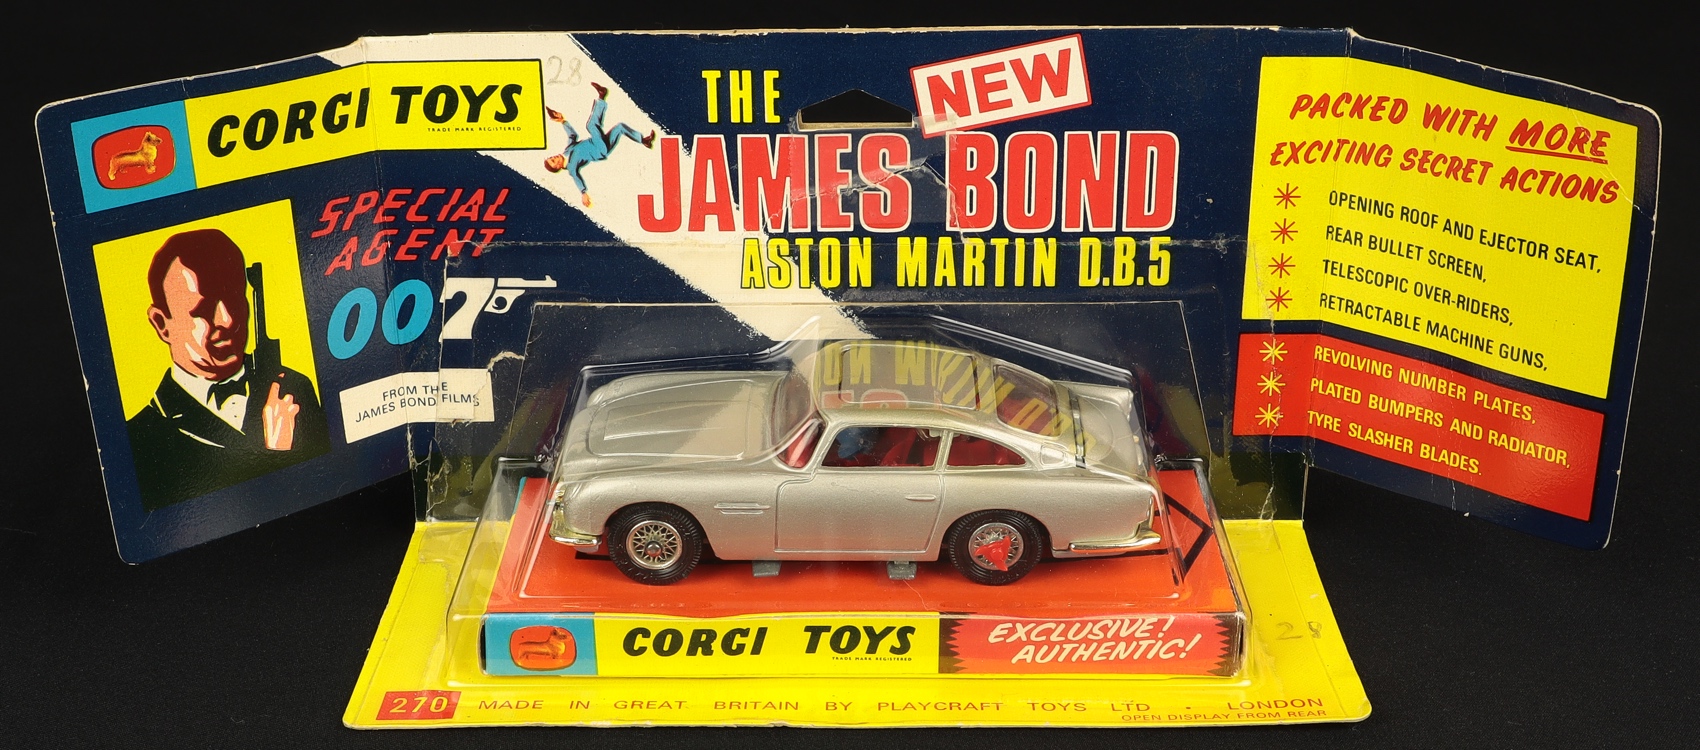 CORGI TOYS
TRADE MARK REGISTERED
28
SPECIAL
AGENT
007
FROM THE
JAMES BOND FILMS
THE
NEW
JAMES BOND
ASTON MARTIN D.B.5
PACKED WITH MORE
EXCITING SECRET ACTIONS
OPENING ROOF AND EJECTOR SEAT,
REAR BULLET SCREEN,
TELESCOPIC OVER-RIDERS,
RETRACTABLE MACHINE GUNS,
REVOLVING NUMBER PLATES,
PLATED BUMPERS AND RADIATOR,
TYRE SLASHER BLADES.
CORGI TOYS
TRADE MARK REGISTERED
EXCLUSIVE!
AUTHENTIC!
28
270 MADE IN GREAT BRITAIN BY PLAYCRAFT TOYS LTD · LONDON
OPEN DISPLAY FROM REAR